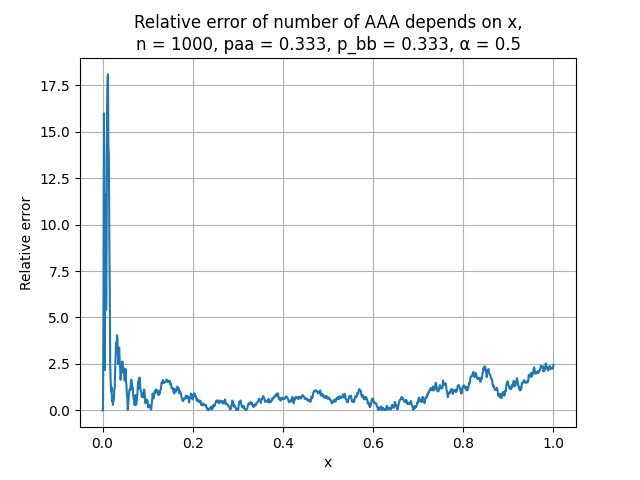 Relative error of number of AAA depends on x,
n = 1000, paa = 0.333, p_bb = 0.333, α = 0.5
Relative error
17.5
15.0
12.5
10.0
7.5
5.0
2.5
0.0
0.0 0.2 0.4 0.6 0.8 1.0
x